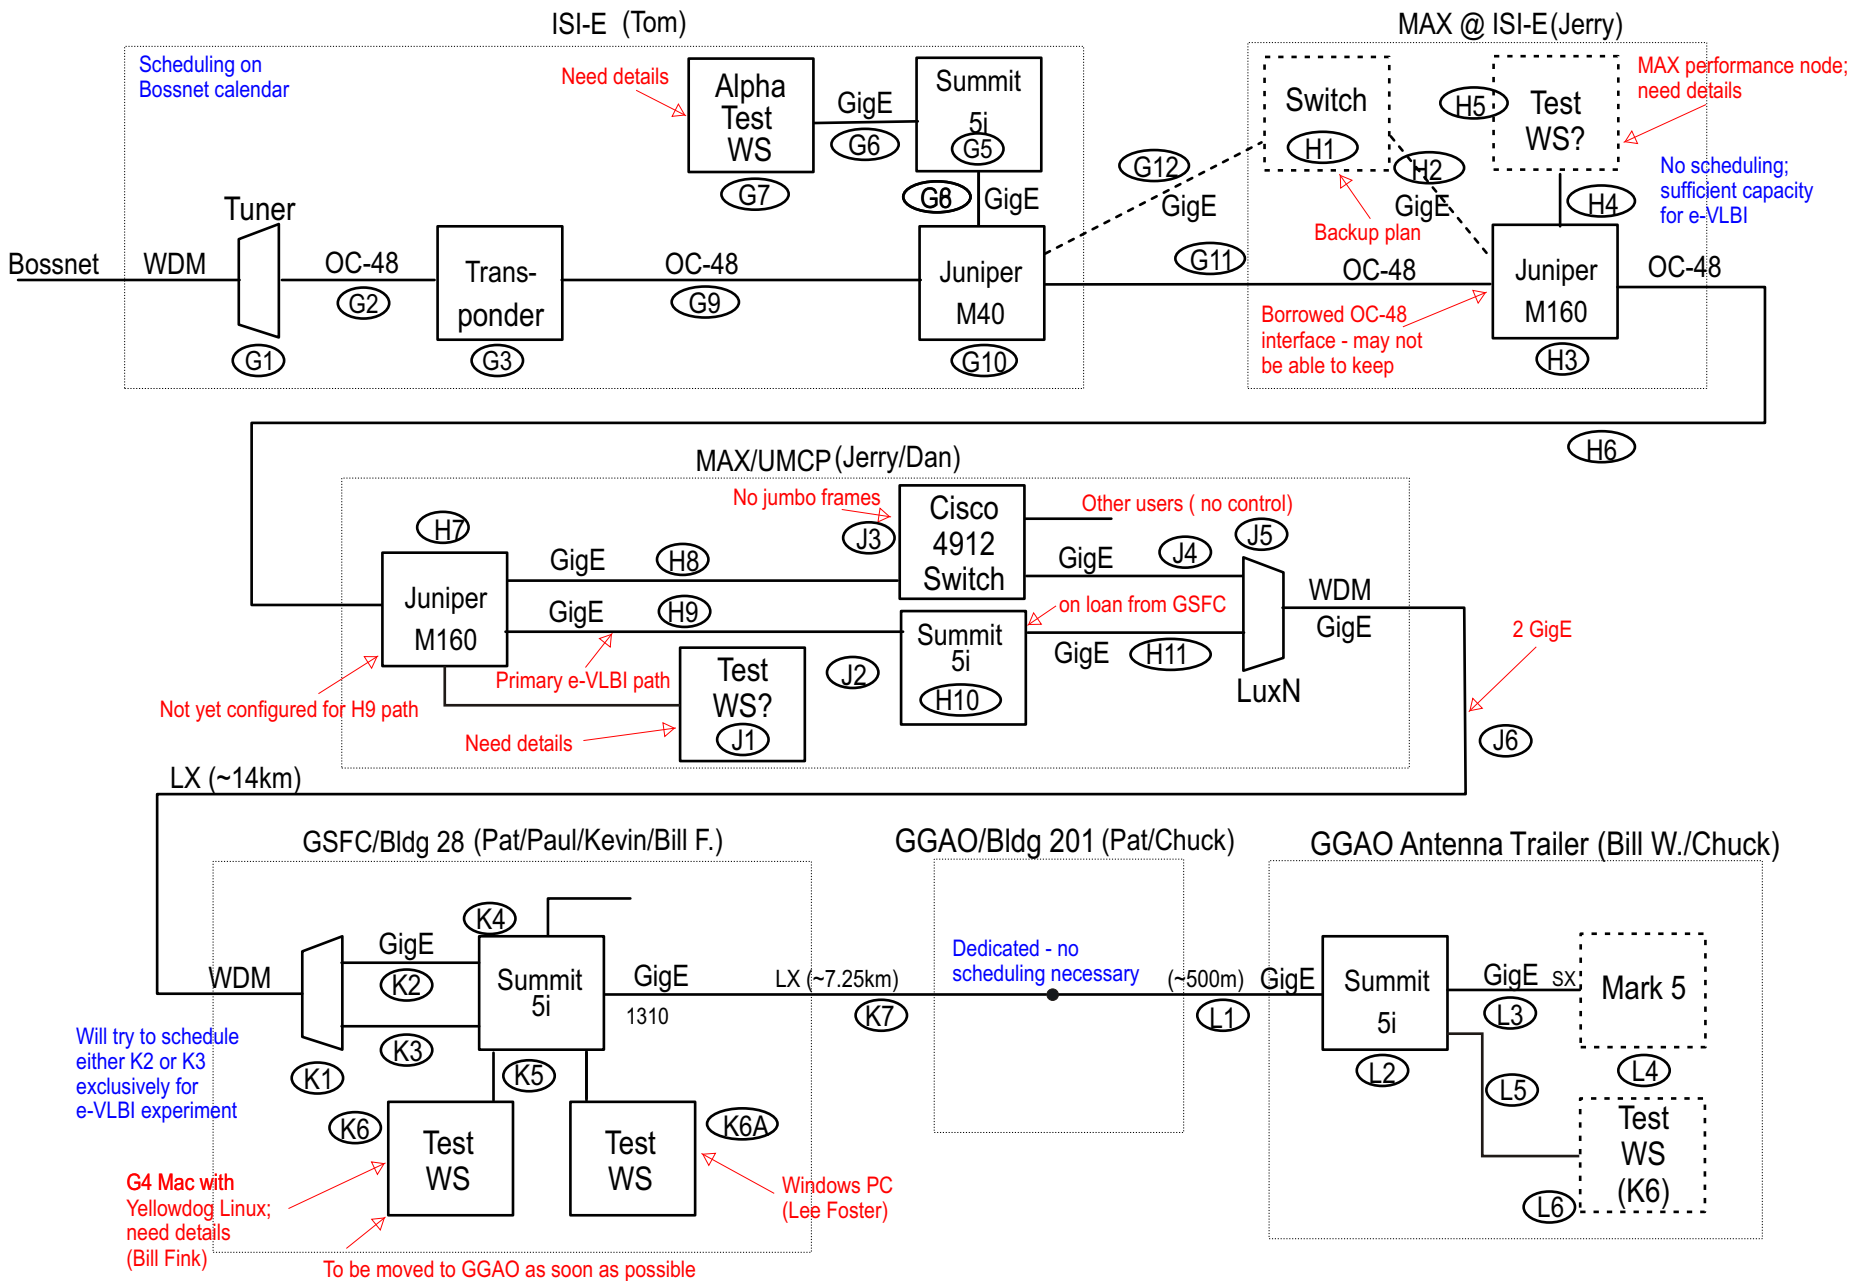 ISI-E (Tom)
MAX @ ISI-E(Jerry)
Scheduling on
Bossnet calendar
Need details
Alpha
Test
WS
G7
GigE
G6
Summit
5i
G5
G8
GigE
G12
GigE
Switch
H1
Backup plan
H2
GigE
H5
Test
WS?
H4
MAX performance node;
need details
No scheduling;
sufficient capacity
for e-VLBI
Bossnet
WDM
Tuner
G1
OC-48
G2
Trans-
ponder
G3
OC-48
G9
Juniper
M40
G10
G11
OC-48
Borrowed OC-48
interface - may not
be able to keep
Juniper
M160
H3
OC-48
H6
MAX/UMCP (Jerry/Dan)
H7
Juniper
M160
Not yet configured for H9 path
GigE
H8
GigE
H9
Primary e-VLBI path
No jumbo frames
J3
Cisco
4912
Switch
Other users ( no control)
GigE
J4
J5
Test
WS?
J1
Need details
J2
Summit
5i
H10
on loan from GSFC
GigE
H11
LuxN
WDM
GigE
2 GigE
J6
LX (~14km)
GSFC/Bldg 28 (Pat/Paul/Kevin/Bill F.)
GGAO/Bldg 201 (Pat/Chuck)
GGAO Antenna Trailer (Bill W./Chuck)
WDM
K1
GigE
K2
K3
K4
Summit
5i
K5
GigE
1310
LX (~7.25km)
K7
Dedicated - no
scheduling necessary
(~500m)
L1
GigE
Summit
5i
L2
GigE
SX
L3
Mark 5
L4
L5
Test
WS
(K6)
L6
Will try to schedule
either K2 or K3
exclusively for
e-VLBI experiment
K6
Test
WS
Test
WS
K6A
G4 Mac with
Yellowdog Linux;
need details
(Bill Fink)
Windows PC
(Lee Foster)
To be moved to GGAO as soon as possible